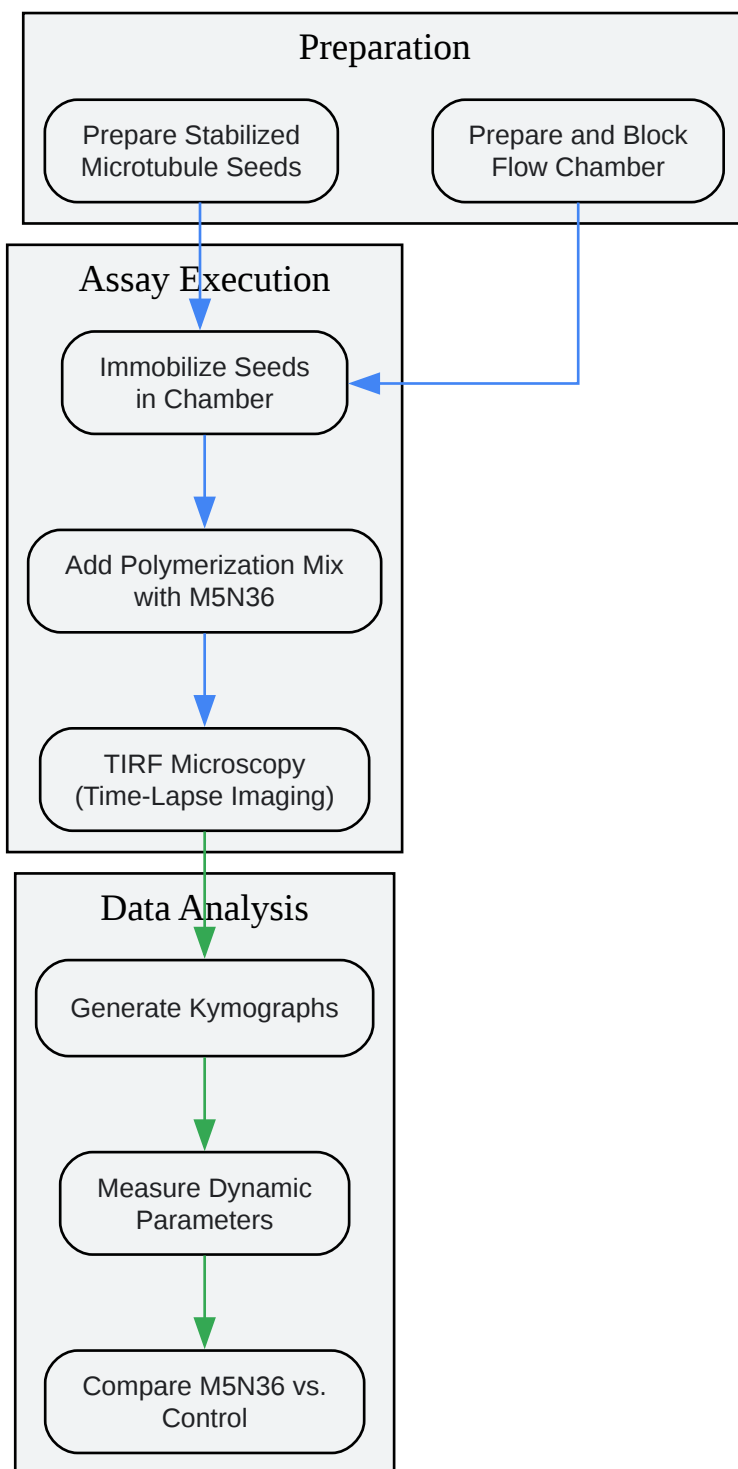 Preparation
Prepare Stabilized
Microtubule Seeds
Prepare and Block
Flow Chamber
Assay Execution
Immobilize Seeds
in Chamber
Add Polymerization Mix
with M5N36
TIRF Microscopy
(Time-Lapse Imaging)
Data Analysis
Generate Kymographs
Measure Dynamic
Parameters
Compare M5N36 vs.
Control